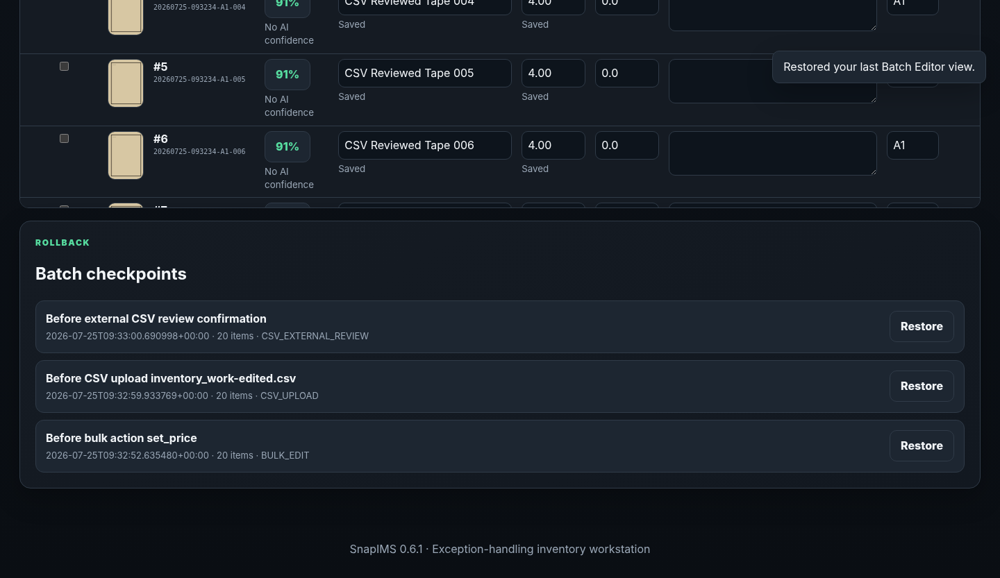 20260725-093234-A1-004
91%
No AI
confidence
CSV Reviewed Tape 004
Saved
4.00
Saved
0.0
A1
#5
20260725-093234-A1-005
91%
No AI
confidence
CSV Reviewed Tape 005
Saved
4.00
Saved
0.0
Restored your last Batch Editor view.
#6
20260725-093234-A1-006
91%
No AI
confidence
CSV Reviewed Tape 006
Saved
4.00
Saved
0.0
A1
ROLLBACK
Batch checkpoints
Before external CSV review confirmation
2026-07-25T09:33:00.690998+00:00 · 20 items · CSV_EXTERNAL_REVIEW
Restore
Before CSV upload inventory_work-edited.csv
2026-07-25T09:32:59.933769+00:00 · 20 items · CSV_UPLOAD
Restore
Before bulk action set_price
2026-07-25T09:32:52.635480+00:00 · 20 items · BULK_EDIT
Restore
SnapIMS 0.6.1 · Exception-handling inventory workstation